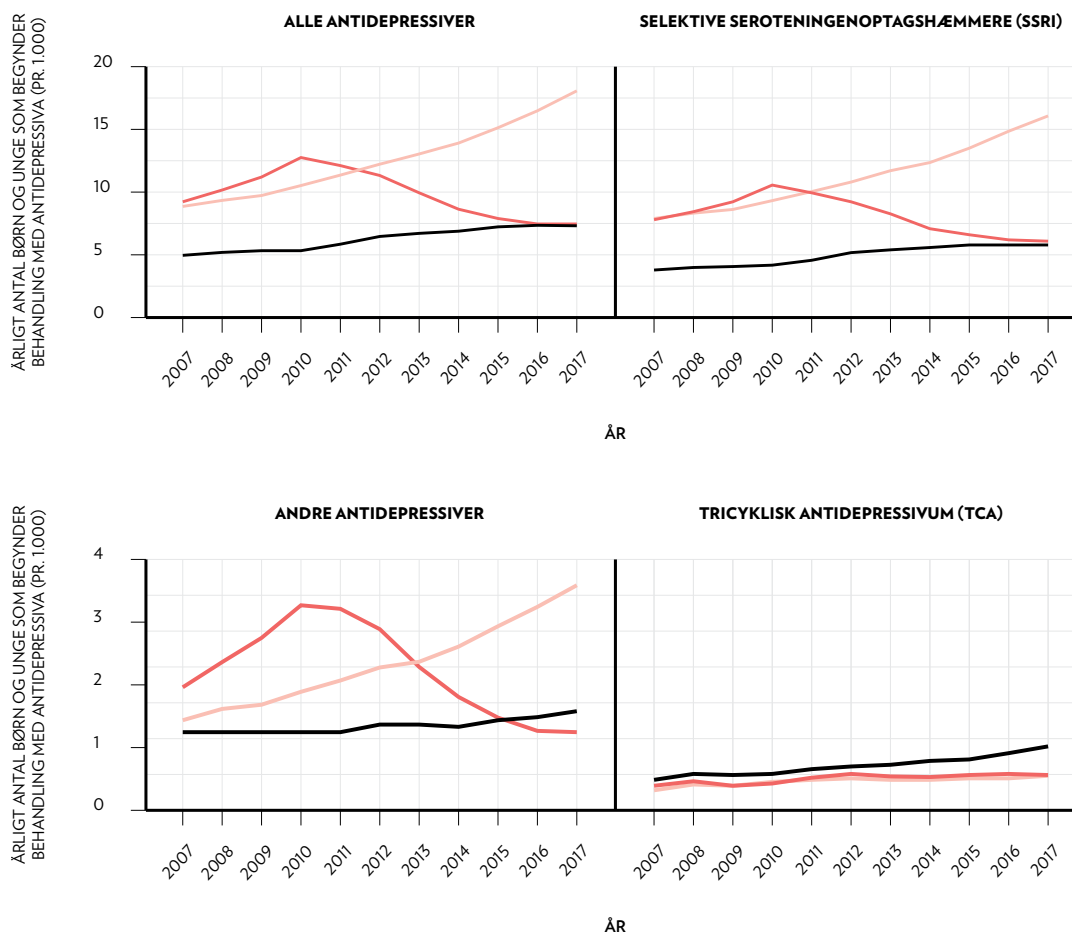 ALLE ANTIDEPRESSIVER
SELEKTIVE SEROTENINGENOPTAGSHÆMMERE (SSRI)
ÅRLIGT ANTAL BØRN OG UNGE SOM BEGYNDER
BEHANDLING MED ANTIDEPRESSIVA (PR. 1.000)
20
15
10
5
0
2007 2008 2009 2010 2011 2012 2013 2014 2015 2016 2017
2007 2008 2009 2010 2011 2012 2013 2014 2015 2016 2017
ÅR
ANDRE ANTIDEPRESSIVER
TRICYKLISK ANTIDEPRESSIVUM (TCA)
ÅRLIGT ANTAL BØRN OG UNGE SOM BEGYNDER
BEHANDLING MED ANTIDEPRESSIVA (PR. 1.000)
4
3
2
1
0
2007 2008 2009 2010 2011 2012 2013 2014 2015 2016 2017
2007 2008 2009 2010 2011 2012 2013 2014 2015 2016 2017
ÅR